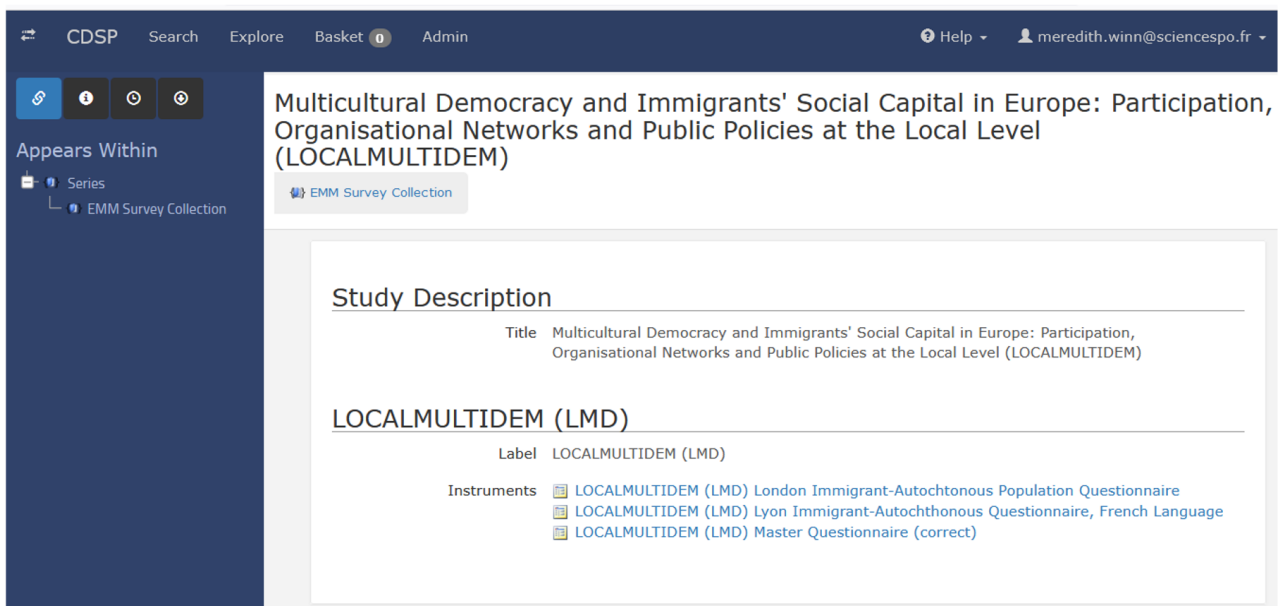 CDSP Search Explore Basket 0 Admin Help meredith.winn@sciencespo.fr
Appears Within
Series
EMM Survey Collection
Multicultural Democracy and Immigrants' Social Capital in Europe: Participation,
Organisational Networks and Public Policies at the Local Level
(LOCALMULTIDEM)
EMM Survey Collection
Study Description
Title Multicultural Democracy and Immigrants' Social Capital in Europe: Participation,
Organisational Networks and Public Policies at the Local Level (LOCALMULTIDEM)
LOCALMULTIDEM (LMD)
Label LOCALMULTIDEM (LMD)
Instruments LOCALMULTIDEM (LMD) London Immigrant-Autochtonous Population Questionnaire
LOCALMULTIDEM (LMD) Lyon Immigrant-Autochthonous Questionnaire, French Language
LOCALMULTIDEM (LMD) Master Questionnaire (correct)